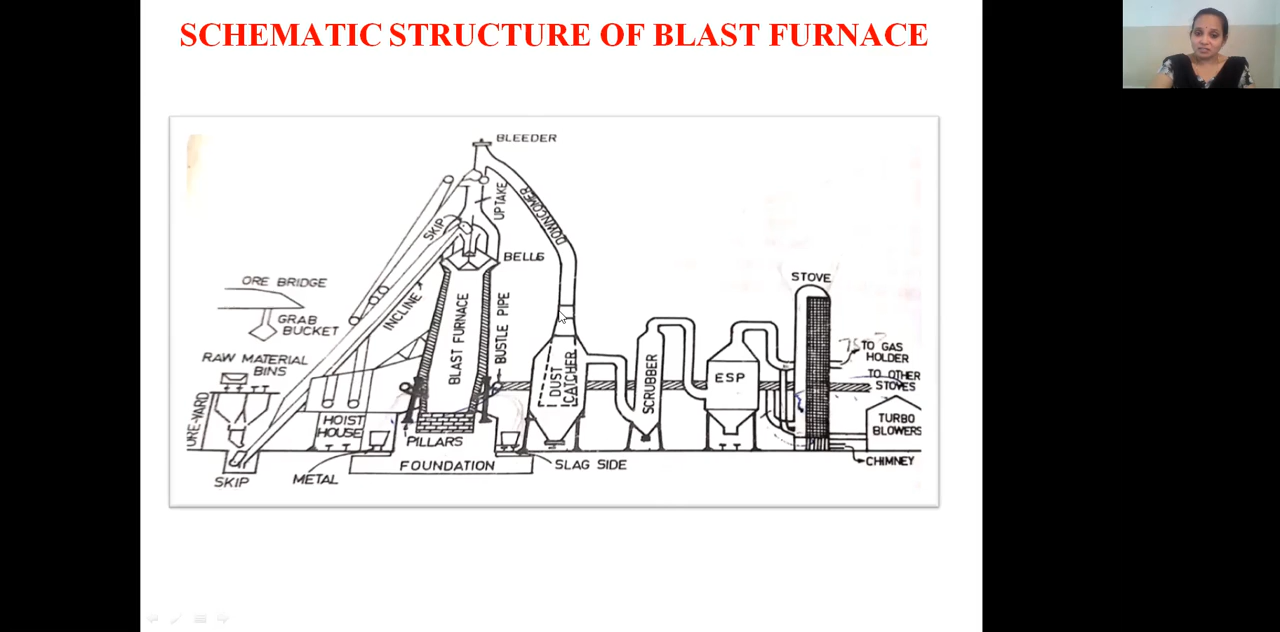 SCHEMATIC STRUCTURE OF BLAST FURNACE
BLEEDER
UPTAKE
DOWNCOMER
SKIP
BELLS
ORE BRIDGE
GRAB
BUCKET
INCLINE
BLAST FURNACE
BUSTLE PIPE
STOVE
RAW MATERIAL
BINS
DUST
CATCHER
SCRUBBER
ESP
TO GAS
HOLDER
TO OTHER
STOVES
TURBO
BLOWERS
HOIST
HOUSE
PILLARS
FOUNDATION
SLAG SIDE
METAL
SKIP
CHIMNEY